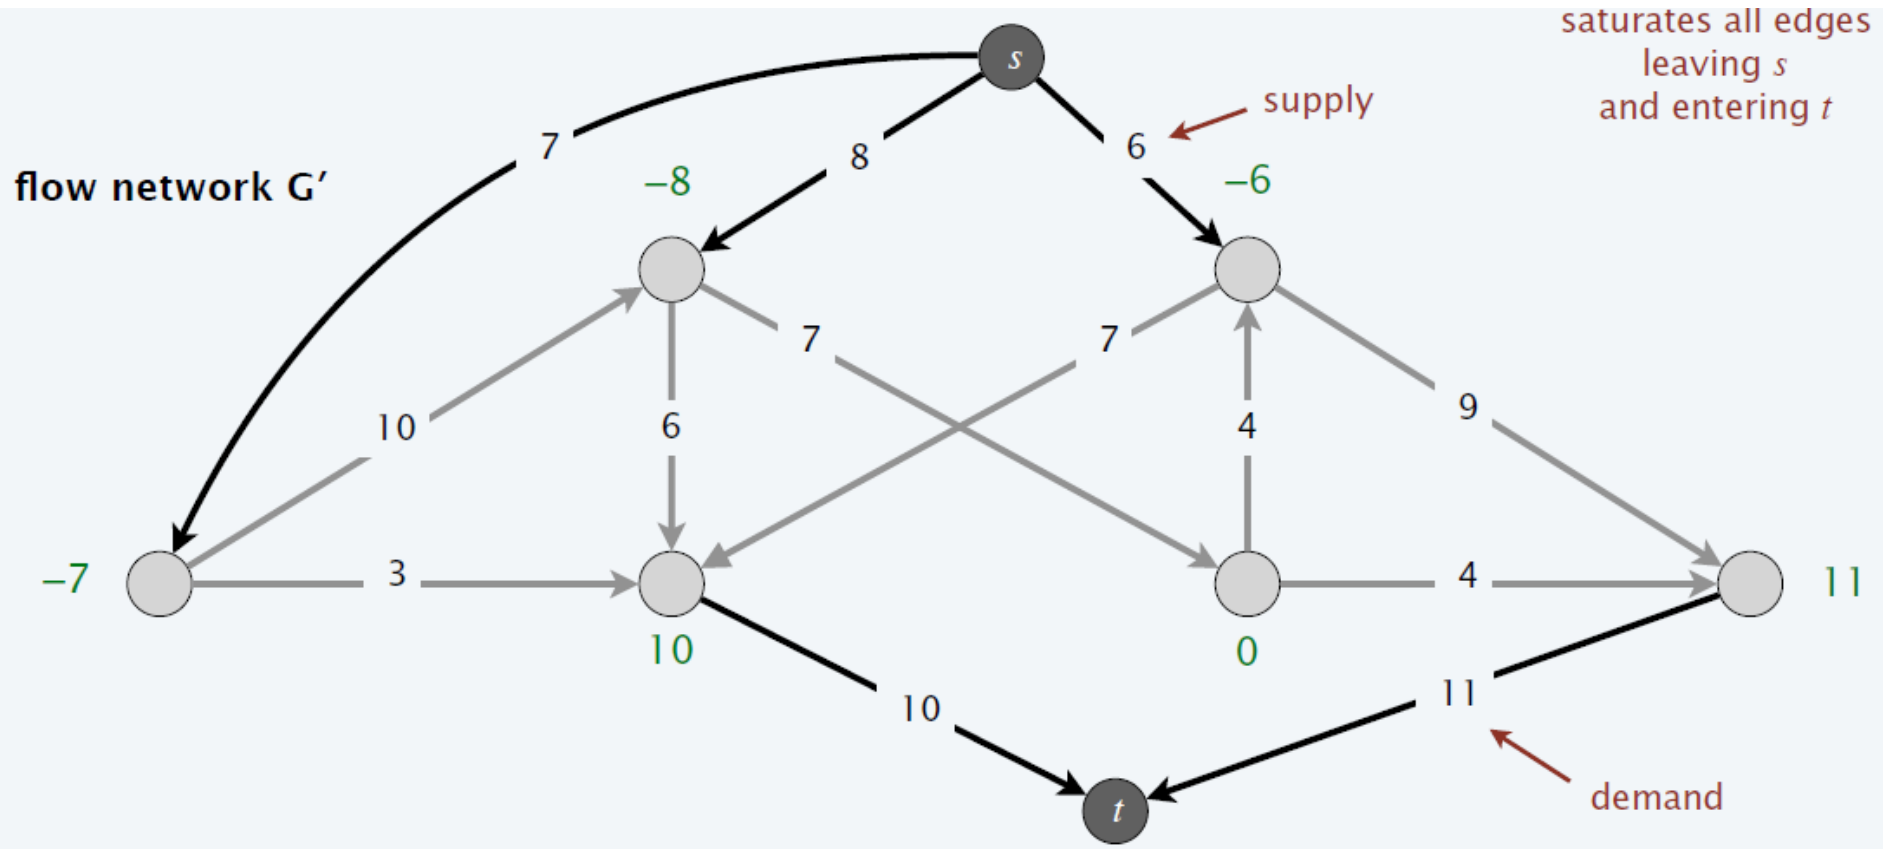 saturates all edges
leaving s
and entering t
s
supply
7
8
6
flow network G′
−8
−6
7
7
10
6
4
9
−7
3
4
11
10
0
10
11
demand
t